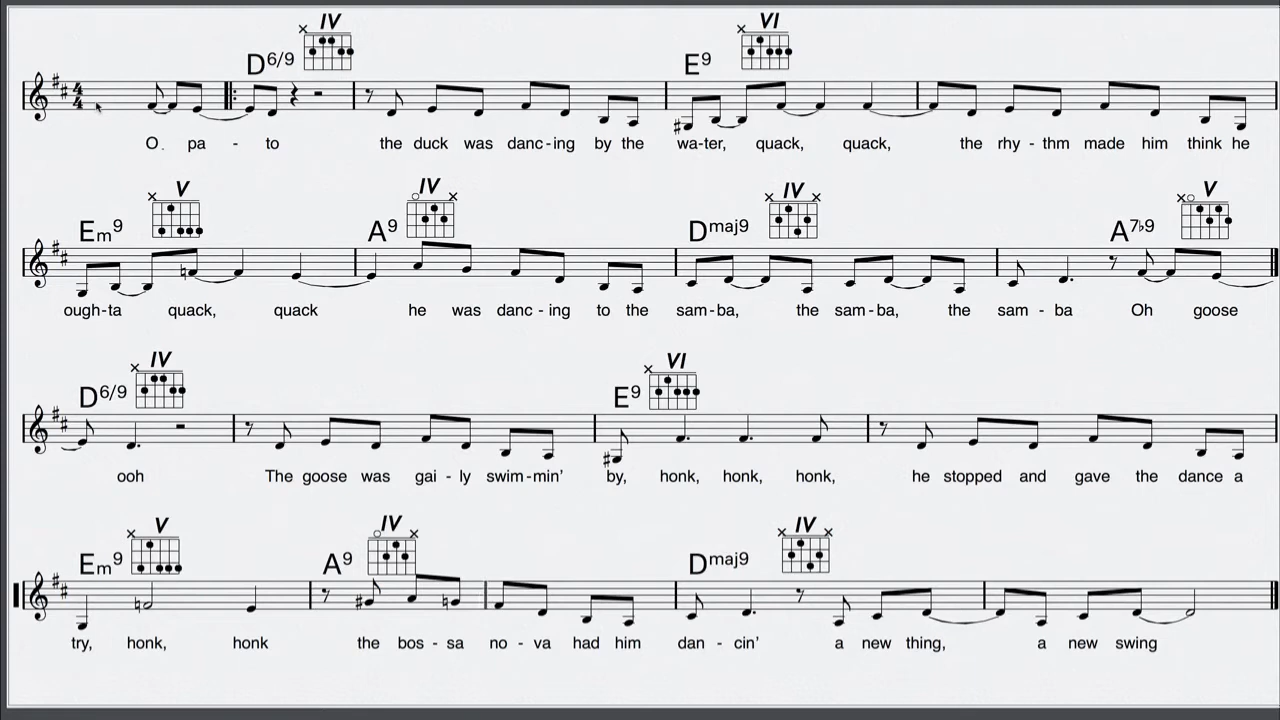 IV VI
D6/9 E9
O. pa - to the duck was danc-ing by the wa-ter, quack, quack, the rhy - thm made him think he
V IV IV V
Em9 A9 Dmaj9 A7♭9
ough-ta quack, quack he was danc - ing to the sam-ba, the sam-ba, the sam - ba Oh goose
IV VI
D6/9 E9
ooh The goose was gai - ly swim-min' by, honk, honk, honk, he stopped and gave the dance a
V IV IV
Em9 A9 Dmaj9
try, honk, honk the bos - sa no - va had him dan - cin' a new thing, a new swing